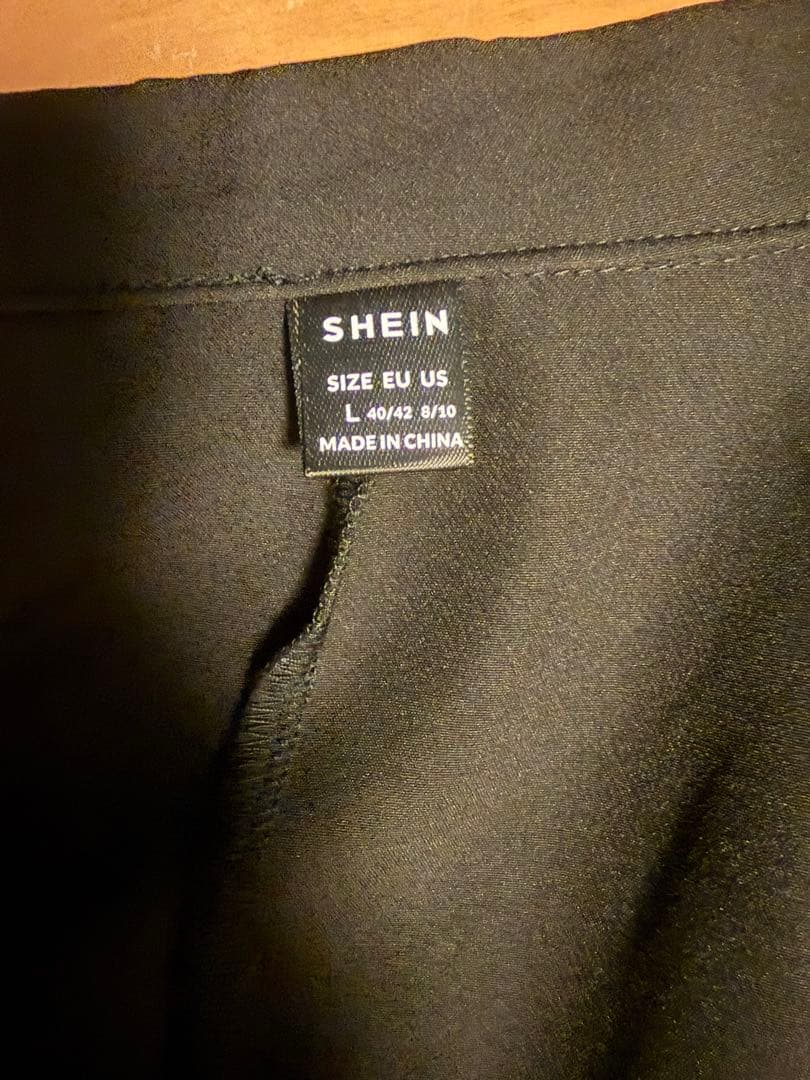 SHEIN
SIZE EU US
L 40/42 8/10
MADE IN CHINA